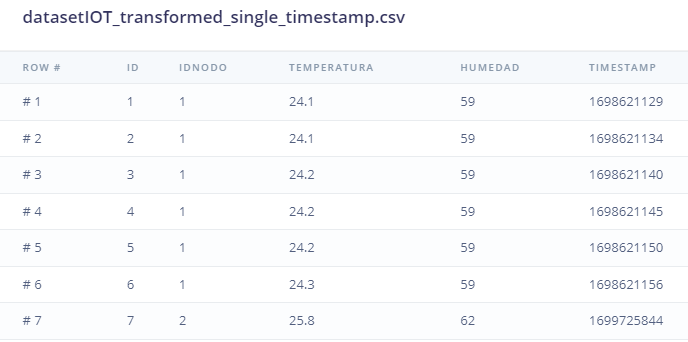 datasetIOT_transformed_single_timestamp.csv
ROW # ID IDNODO TEMPERATURA HUMEDAD TIMESTAMP
# 1 1 1 24.1 59 1698621129
# 2 2 1 24.1 59 1698621134
# 3 3 1 24.2 59 1698621140
# 4 4 1 24.2 59 1698621145
# 5 5 1 24.2 59 1698621150
# 6 6 1 24.3 59 1698621156
# 7 7 2 25.8 62 1699725844